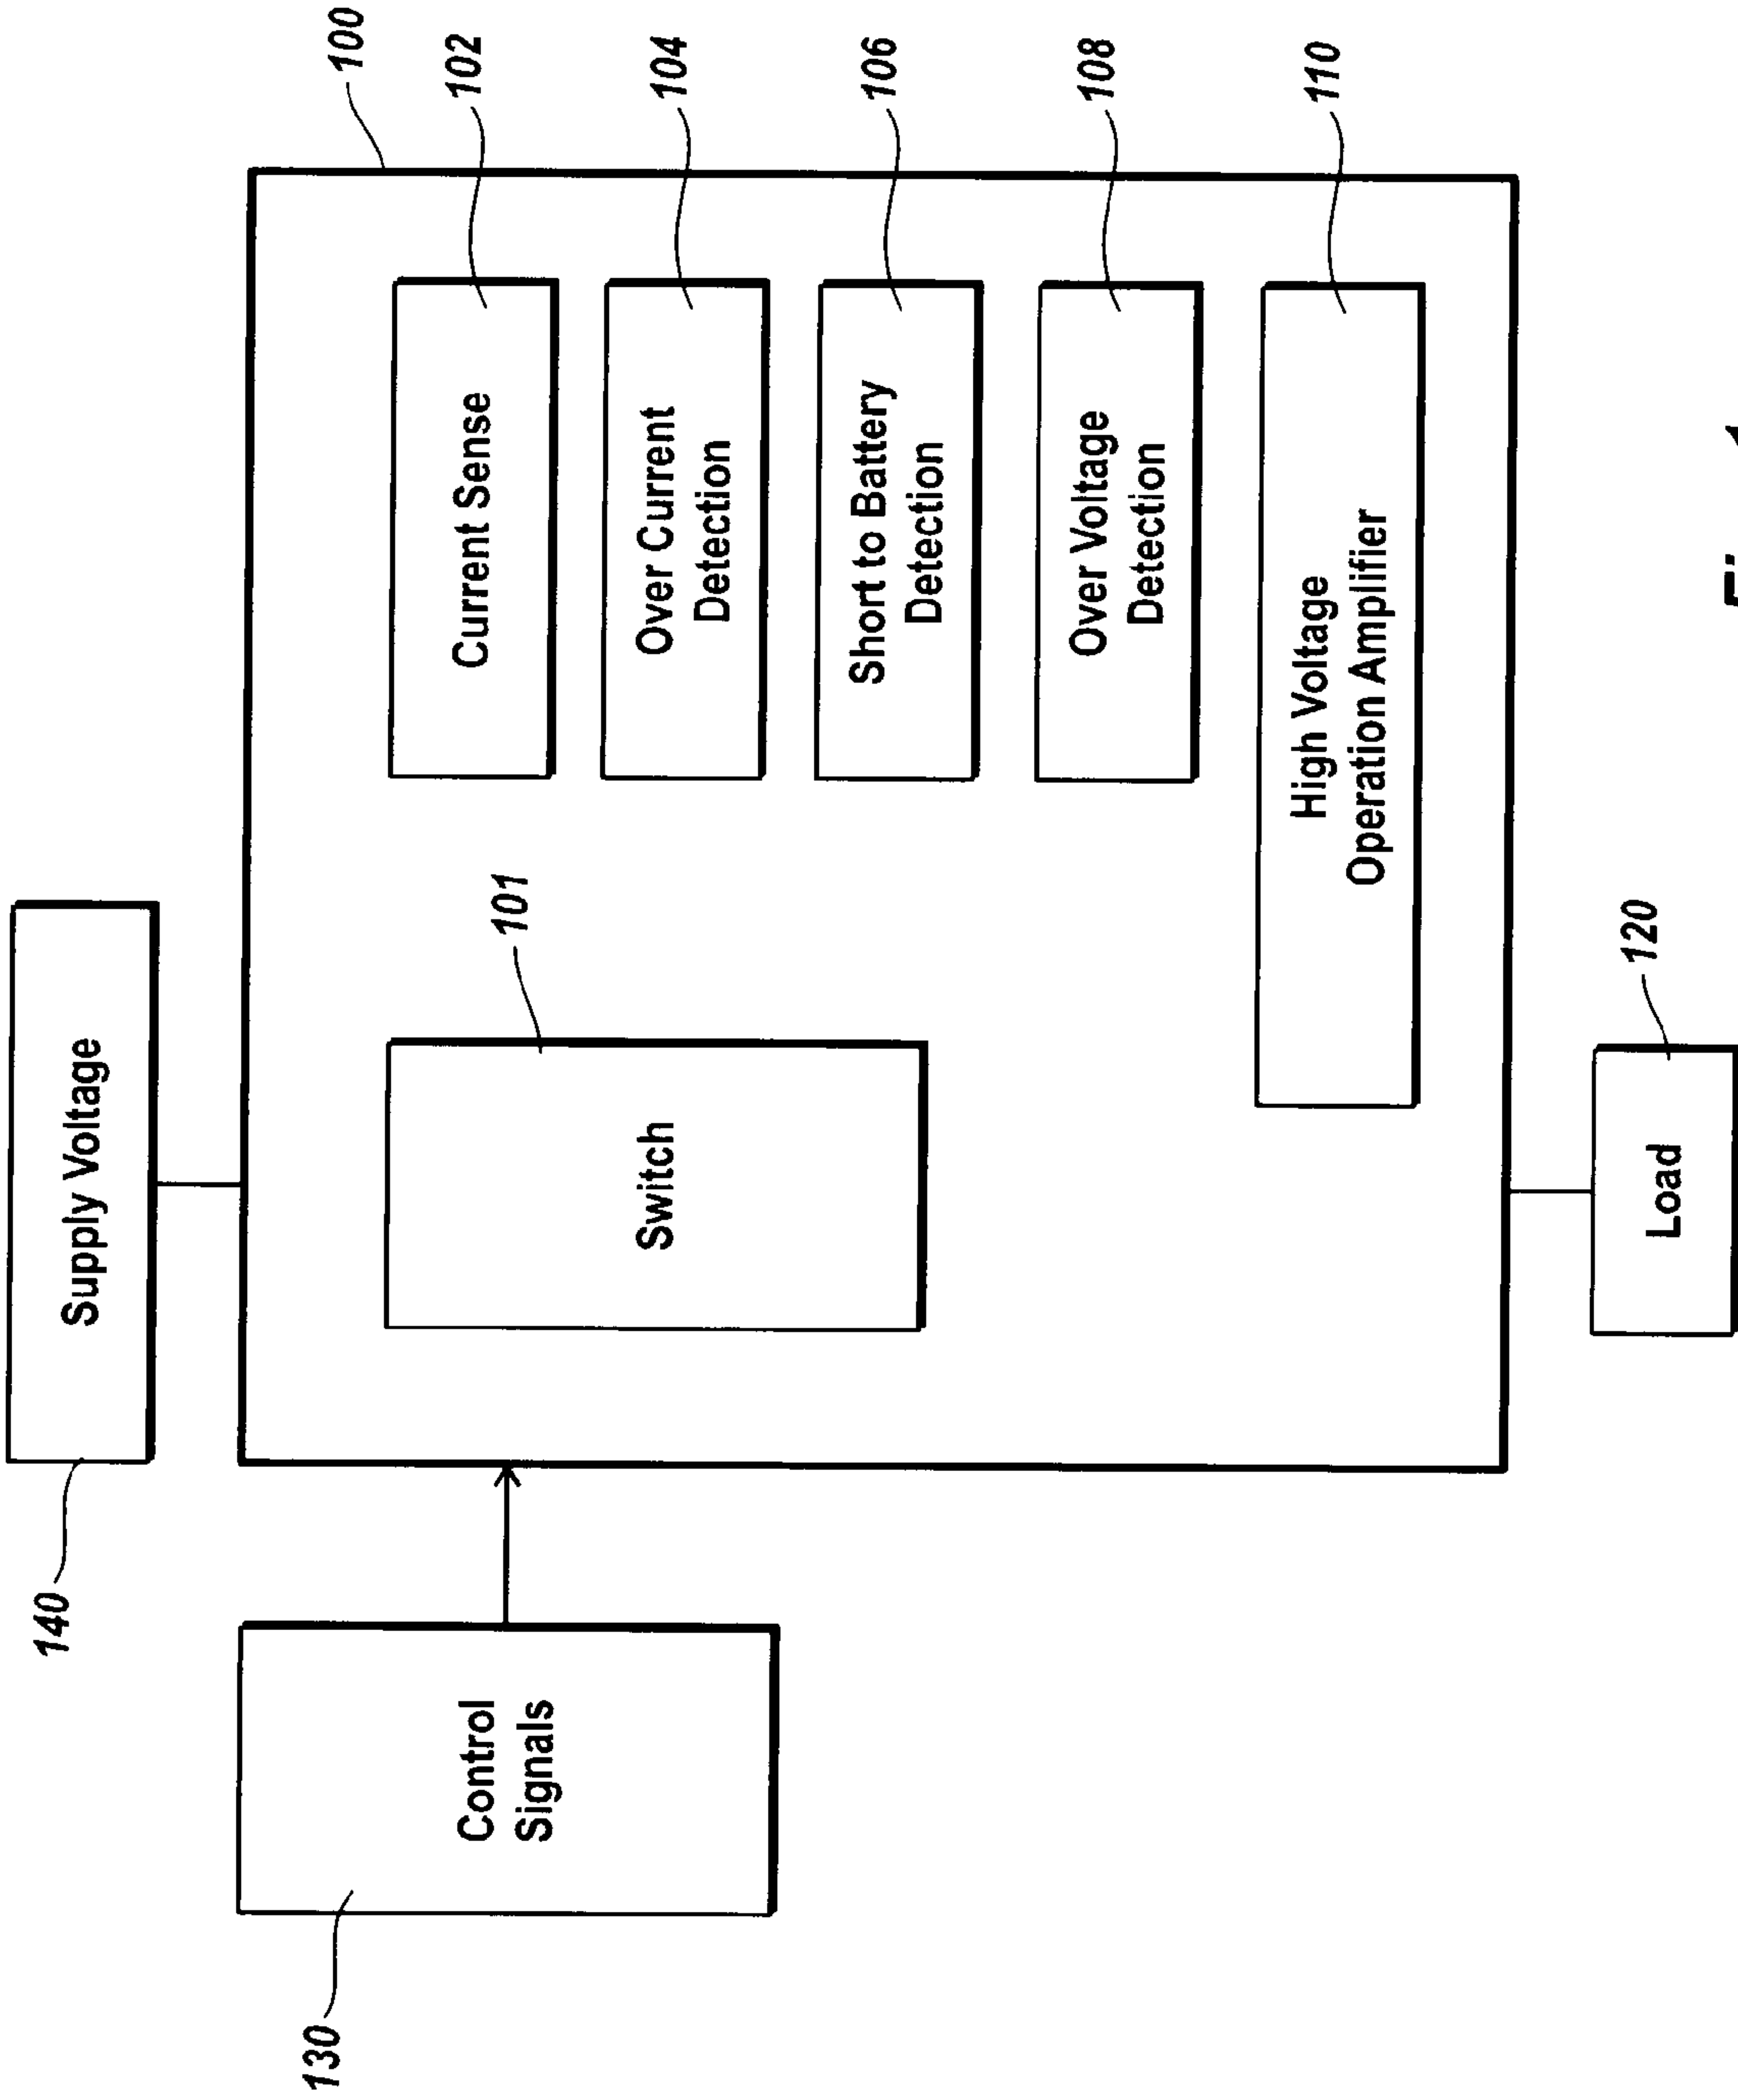 140
Supply Voltage
100
130
Control
Signals
101
Switch
Current Sense
102
Over Current
Detection
104
Short to Battery
Detection
106
Over Voltage
Detection
108
High Voltage
Operation Amplifier
110
Load
120